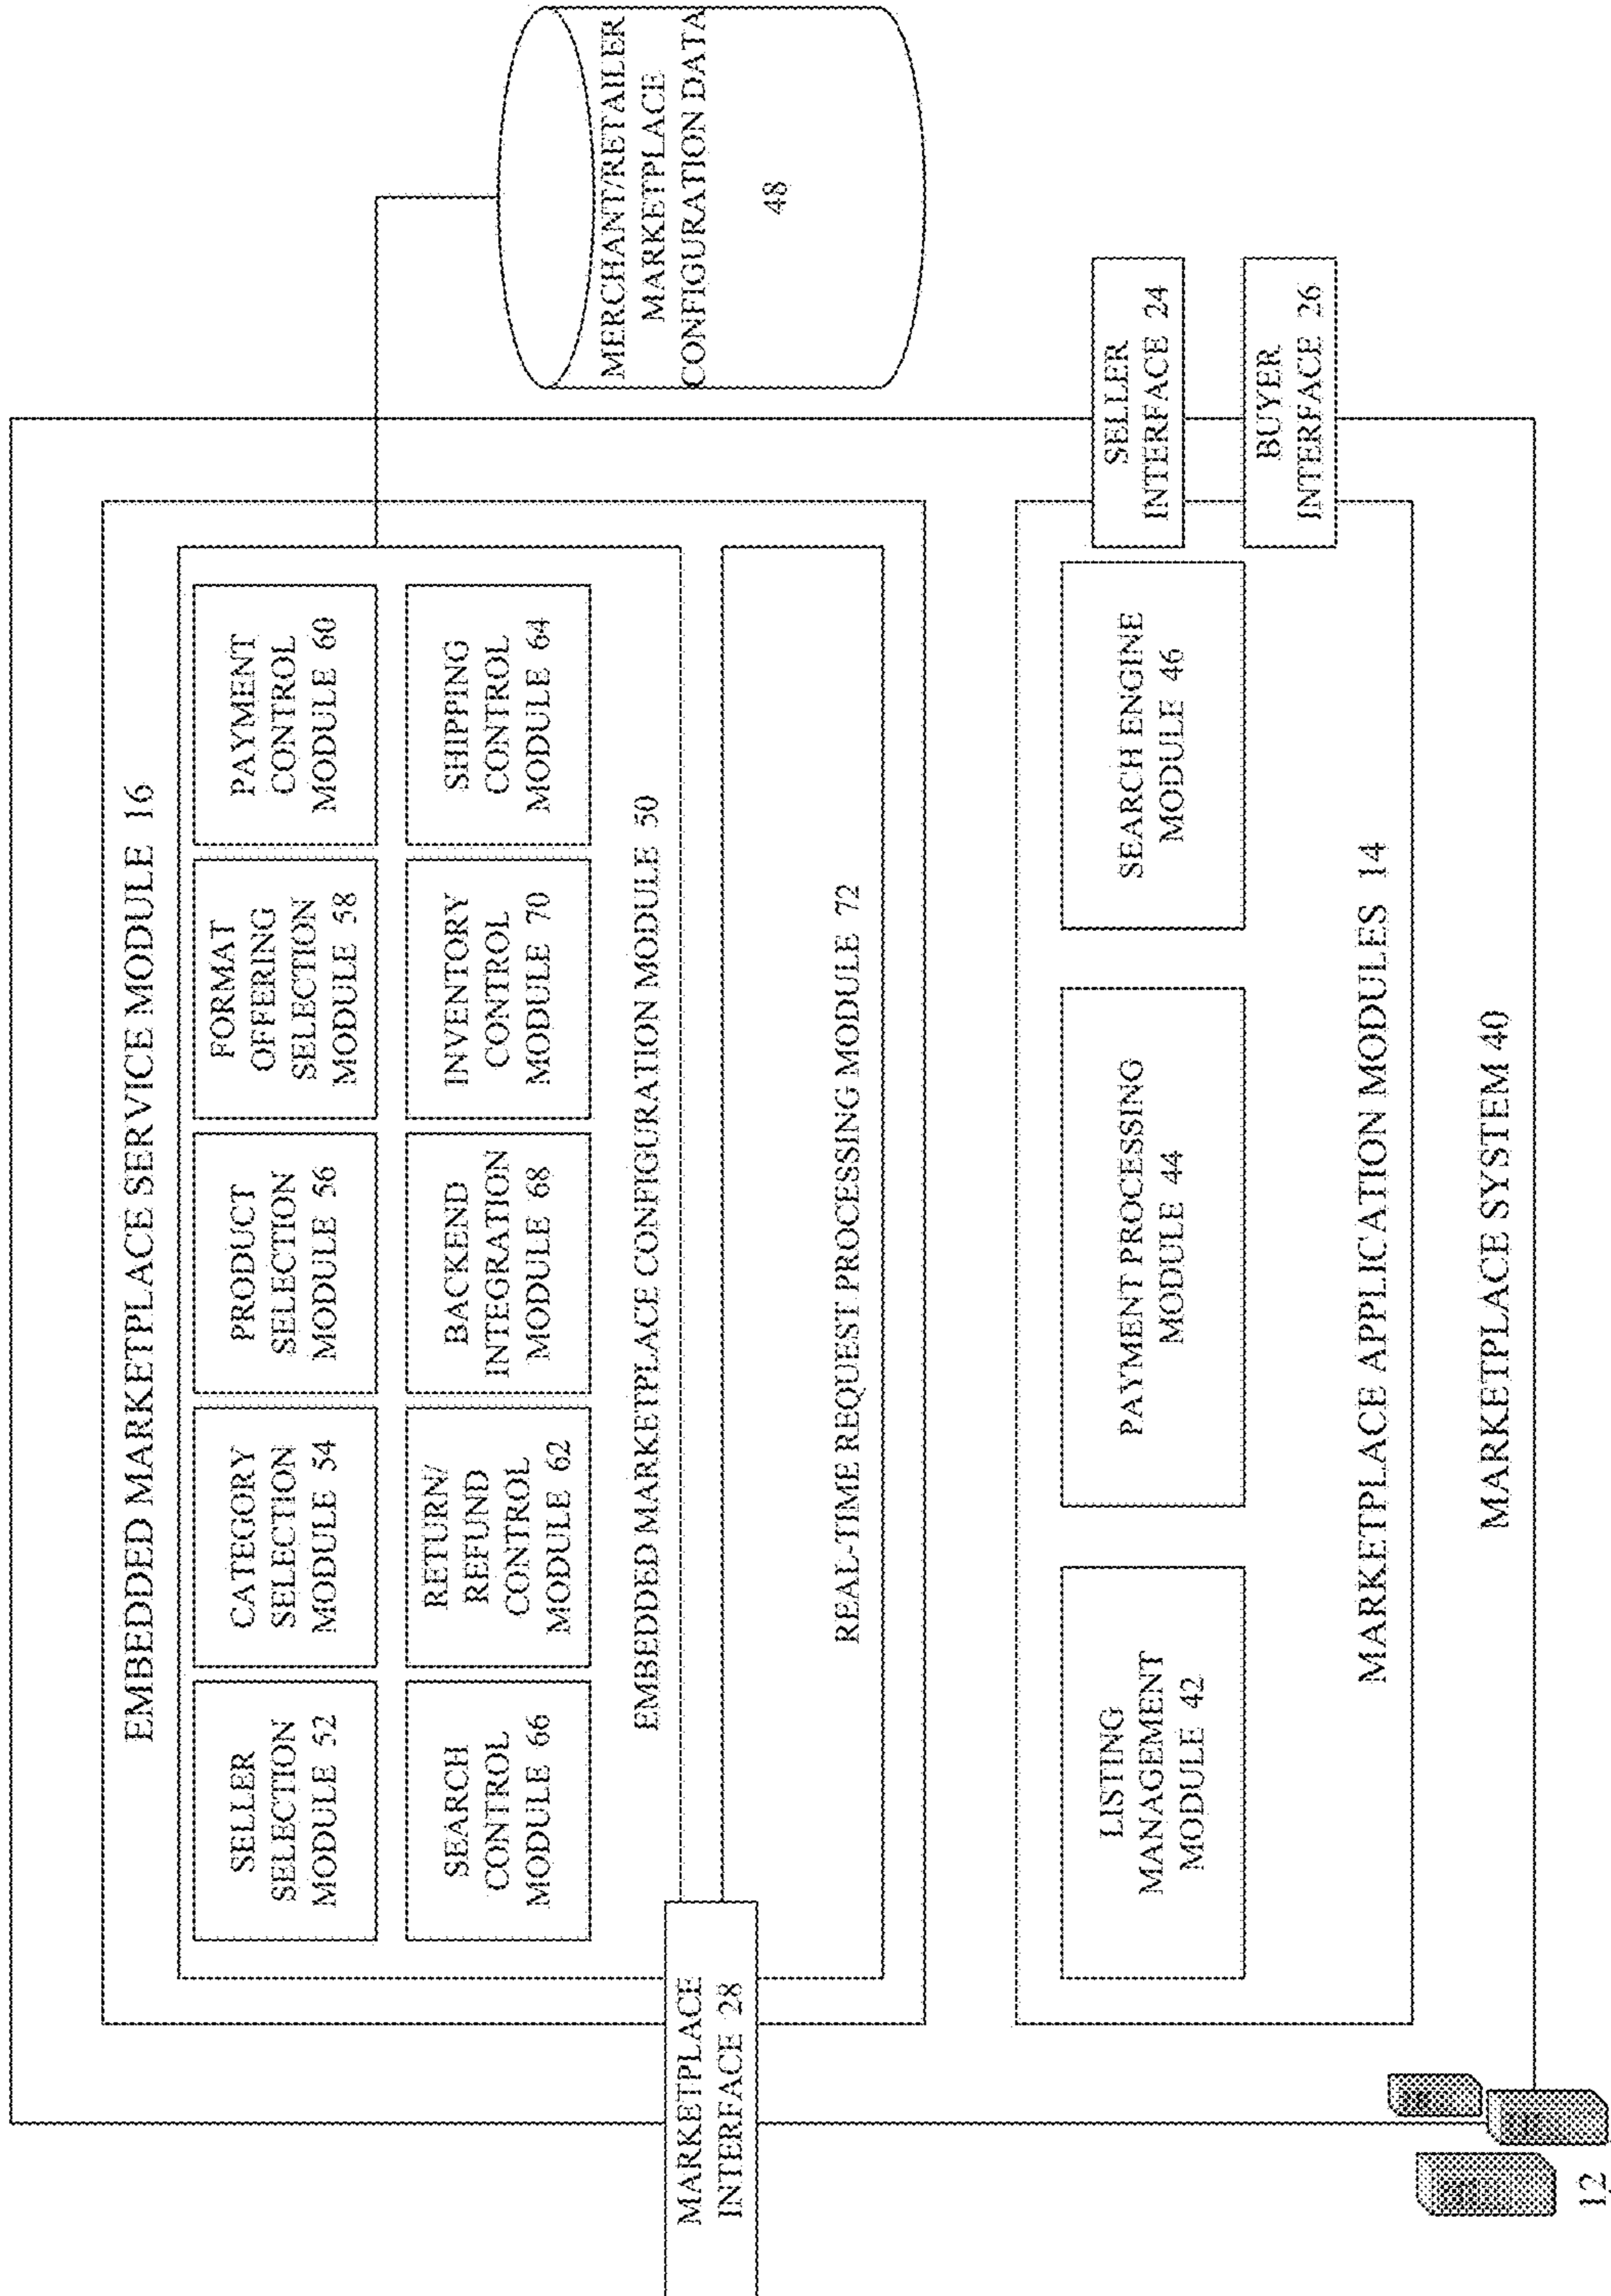 EMBEDDED MARKETPLACE SERVICE MODULE 16
SELLER
SELECTION
MODULE 52
CATEGORY
SELECTION
MODULE 54
PRODUCT
SELECTION
MODULE 56
FORMAT
OFFERING
SELECTION
MODULE 58
PAYMENT
CONTROL
MODULE 60
SEARCH
CONTROL
MODULE 66
RETURN/
REFUND
CONTROL
MODULE 62
BACKEND
INTEGRATION
MODULE 68
INVENTORY
CONTROL
MODULE 70
SHIPPING
CONTROL
MODULE 64
EMBEDDED MARKETPLACE CONFIGURATION MODULE 50
MERCHANT/RETAILER
MARKETPLACE
CONFIGURATION DATA
48
MARKETPLACE
INTERFACE 28
REAL-TIME REQUEST PROCESSING MODULE 72
LISTING
MANAGEMENT
MODULE 42
PAYMENT PROCESSING
MODULE 44
SEARCH ENGINE
MODULE 46
SELLER
INTERFACE 24
BUYER
INTERFACE 26
MARKETPLACE APPLICATION MODULES 14
MARKETPLACE SYSTEM 40
12